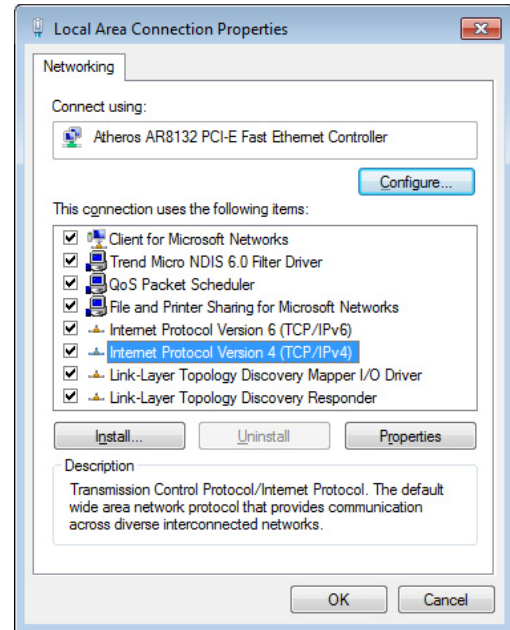 Local Area Connection Properties
Networking
Connect using:
Atheros AR8132 PCI-E Fast Ethernet Controller
Configure...
This connection uses the following items:
Client for Microsoft Networks
Trend Micro NDIS 6.0 Filter Driver
QoS Packet Scheduler
File and Printer Sharing for Microsoft Networks
Internet Protocol Version 6 (TCP/IPv6)
Internet Protocol Version 4 (TCP/IPv4)
Link-Layer Topology Discovery Mapper I/O Driver
Link-Layer Topology Discovery Responder
Install... Uninstall Properties
Description
Transmission Control Protocol/Internet Protocol. The default
wide area network protocol that provides communication
across diverse interconnected networks.
OK Cancel